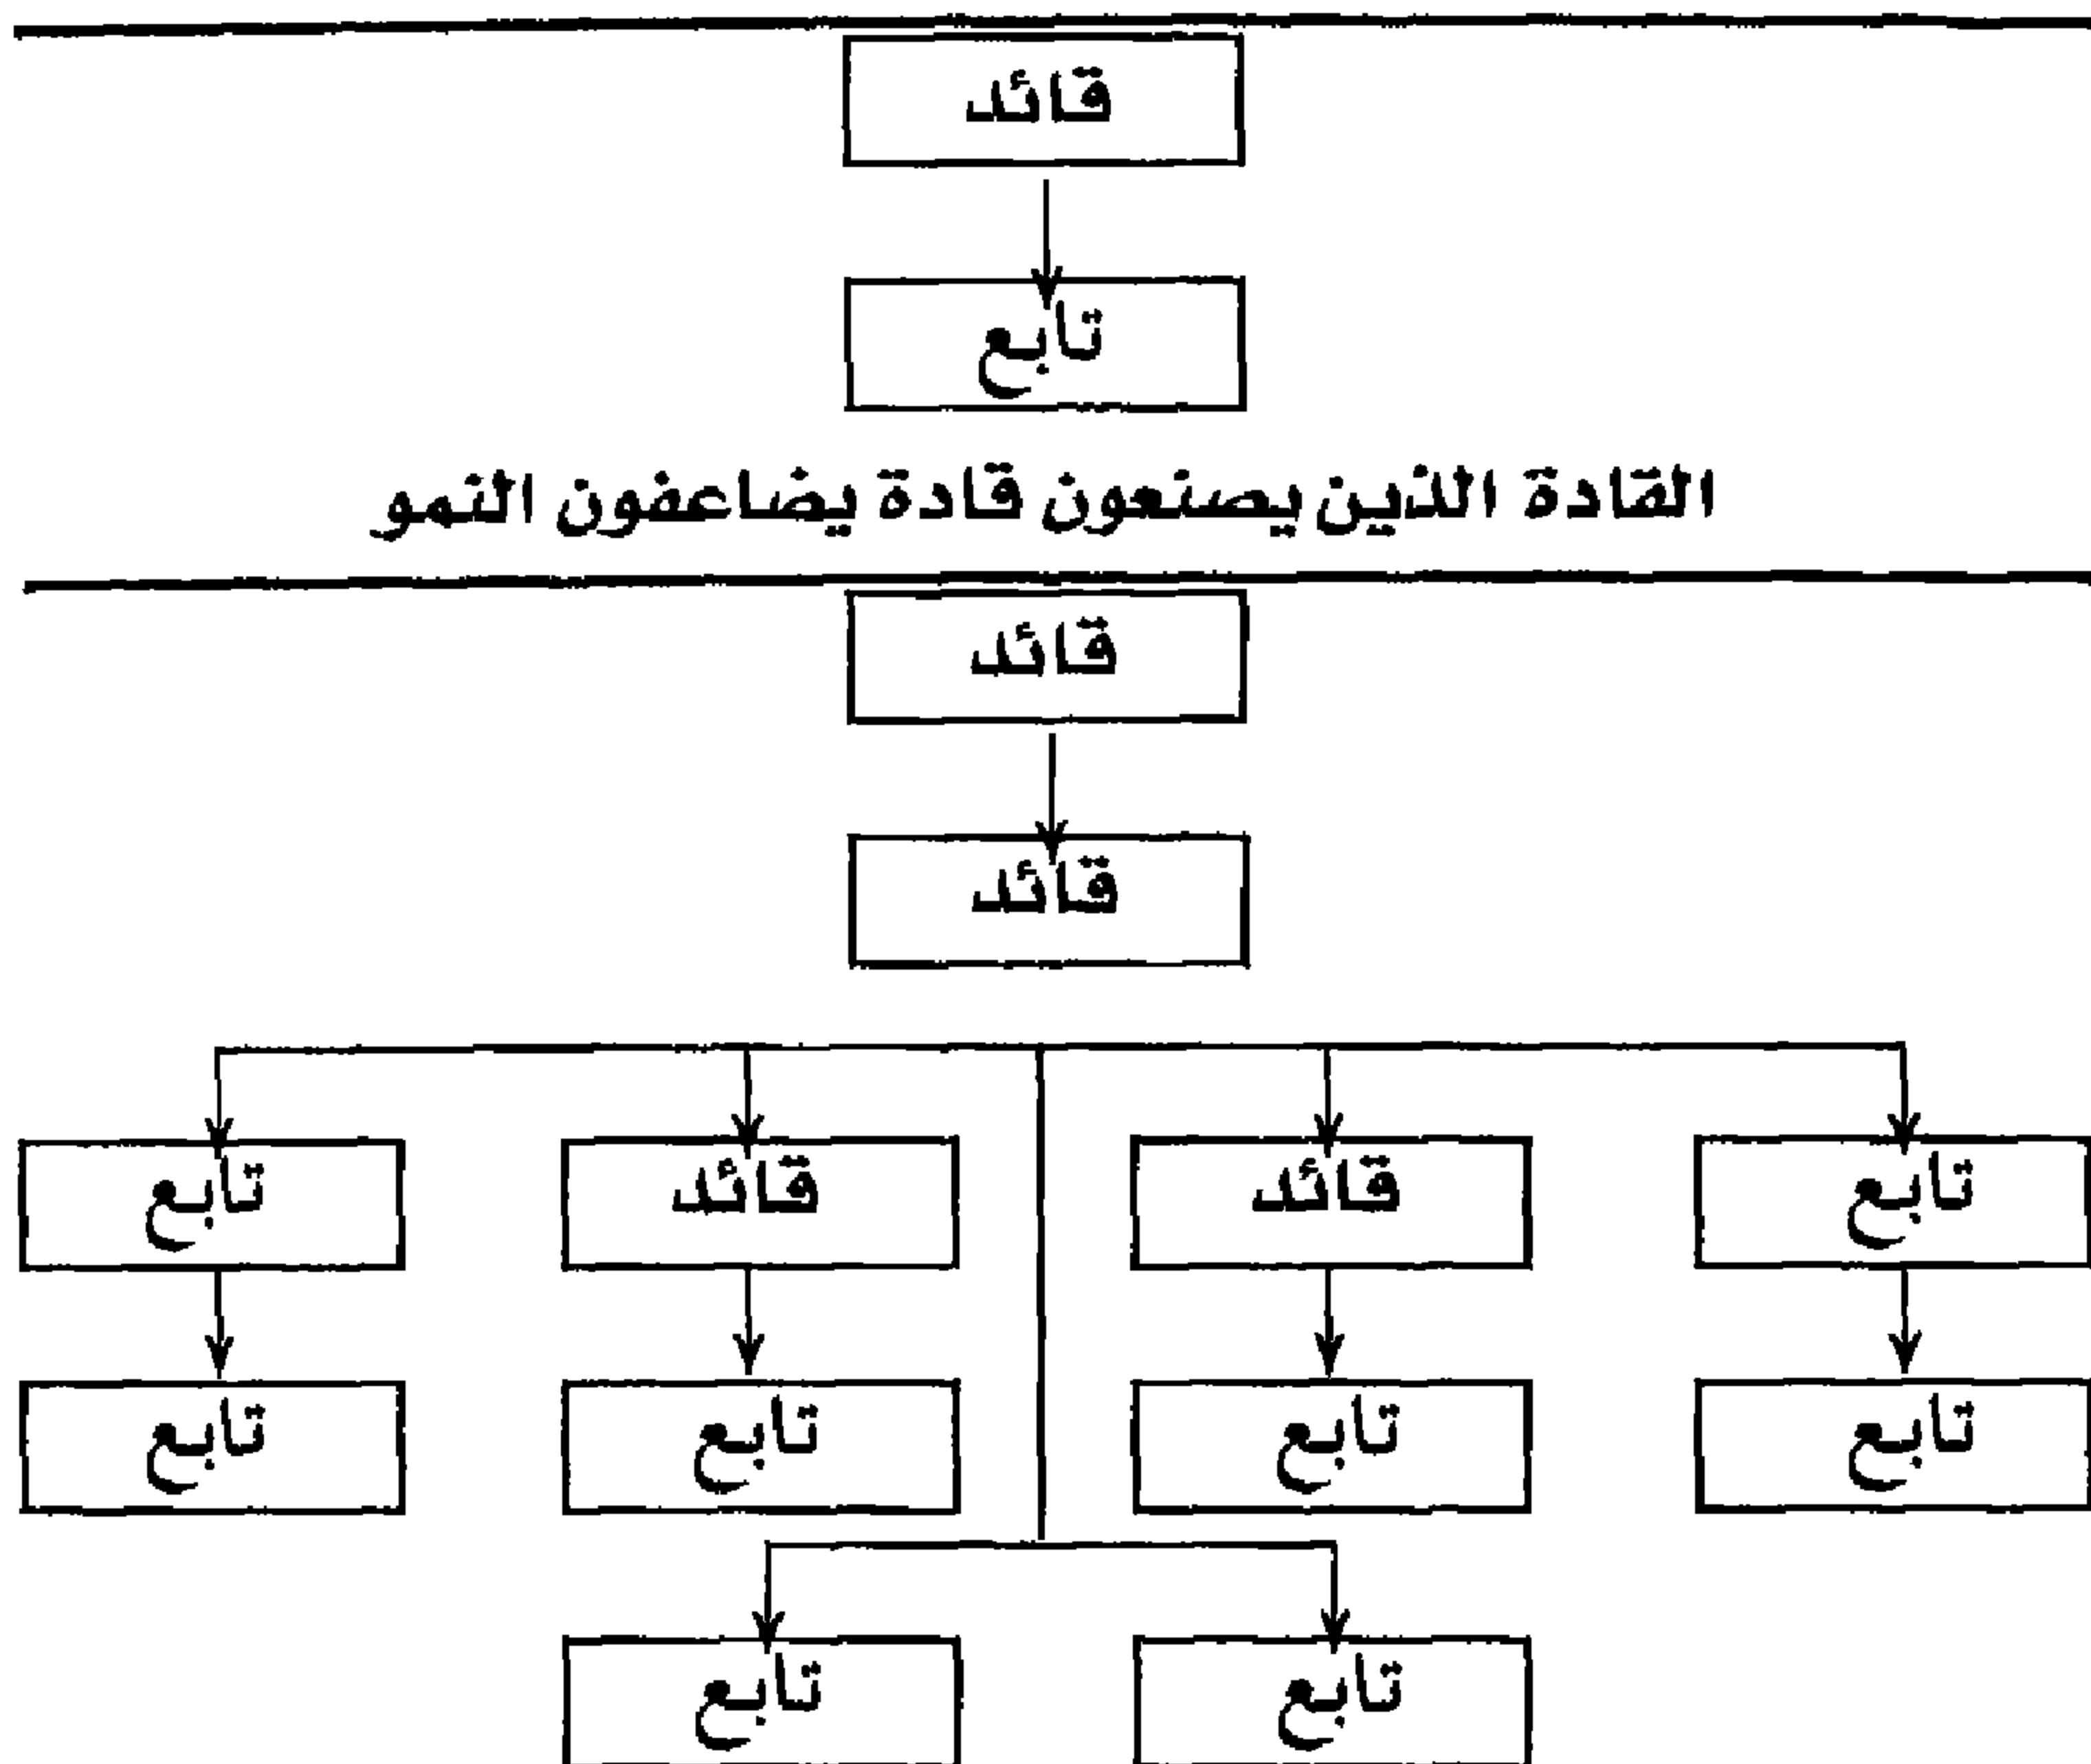 قائد
تابع
القادة الذين يصنعون قادة يضاعفون النمو
قائد
قائد
تابع قائد قائد تابع
تابع تابع تابع تابع
تابع تابع